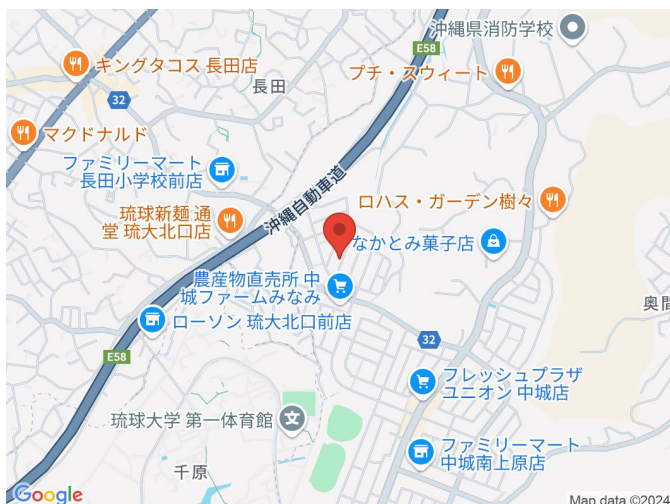 沖縄県消防学校
E58
キングタコス 長田店
プチ・スウィート
長田
32
マクドナルド
ファミリーマート
長田小学校前店
沖縄自動車道
ロハス・ガーデン樹々
琉球新麺 通
堂 琉大北口店
なかとみ菓子店
農産物直売所 中
城ファームみなみ
奥間
ローソン 琉大北口前店
32
E58
フレッシュプラザ
ユニオン 中城店
琉球大学 第一体育館
文
ファミリーマート
中城南上原店
千原
Google
Map data ©2024